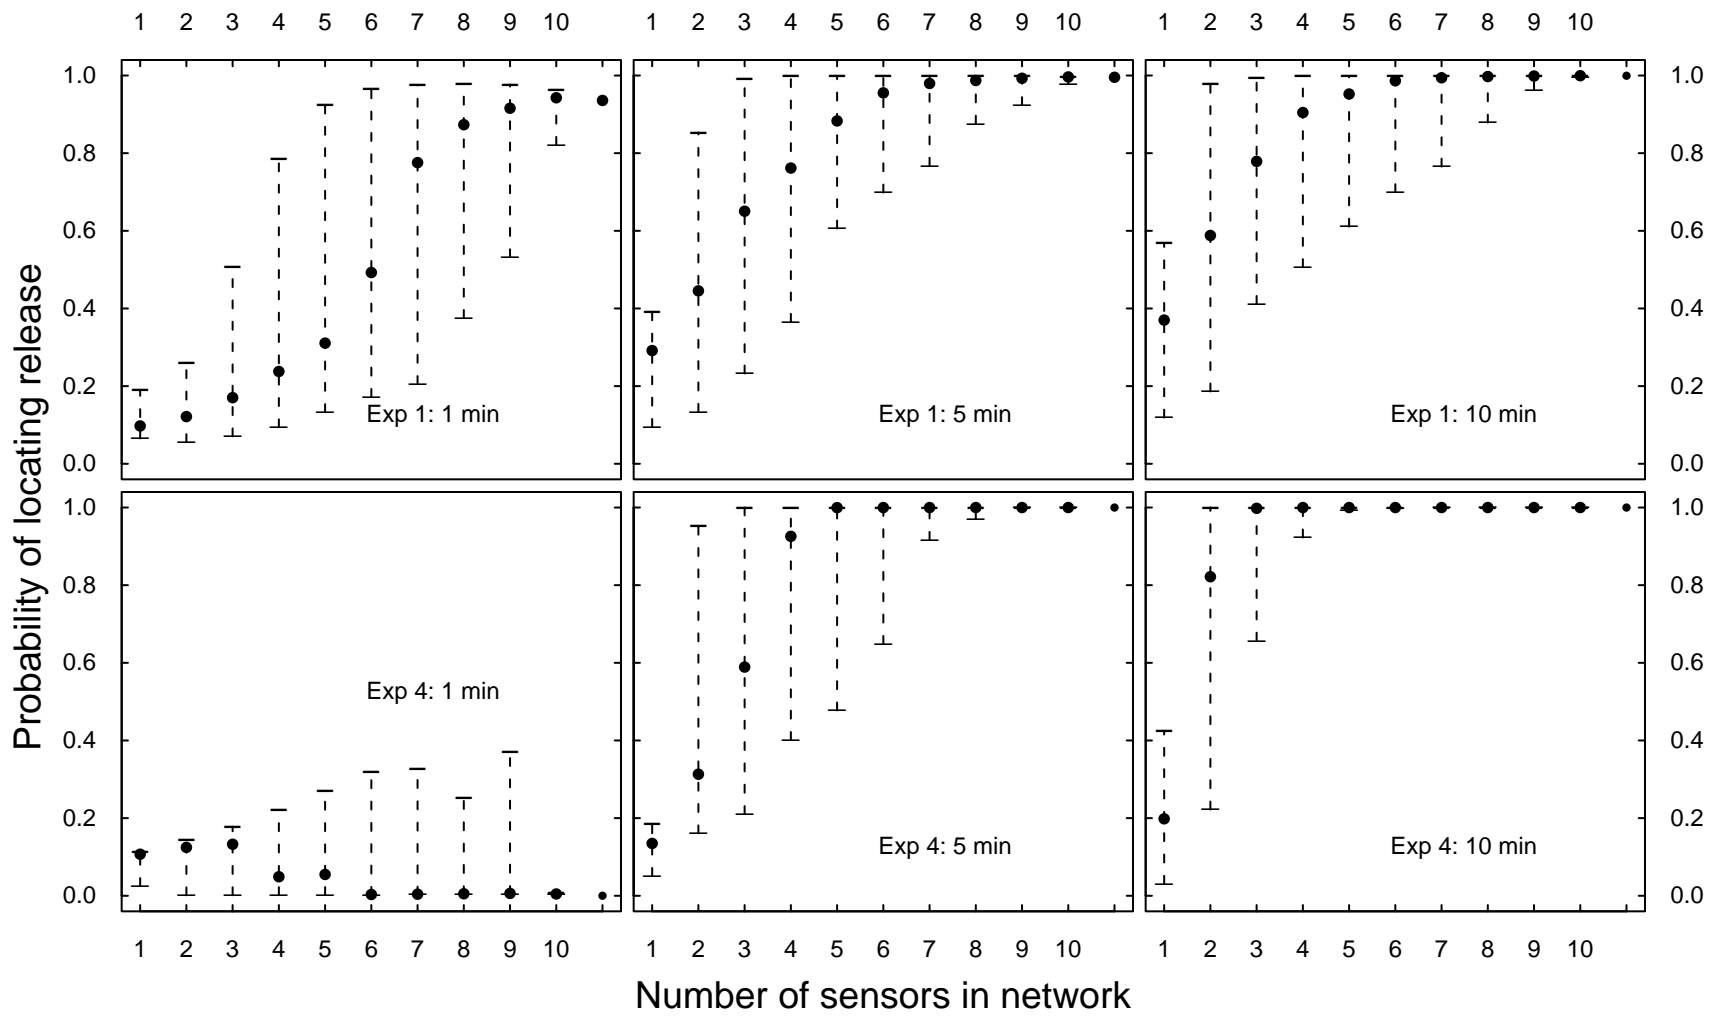 1 2 3 4 5 6 7 8 9 10 1 2 3 4 5 6 7 8 9 10 1 2 3 4 5 6 7 8 9 10
Probability of locating release
1.0 1.0
0.8 0.8
0.6 0.6
0.4 0.4
0.2 0.2
Exp 1: 1 min Exp 1: 5 min Exp 1: 10 min
0.0 0.0
1.0 1.0
0.8 0.8
0.6 0.6
Exp 4: 1 min
0.4 0.4
0.2 0.2
Exp 4: 5 min Exp 4: 10 min
0.0 0.0
1 2 3 4 5 6 7 8 9 10 1 2 3 4 5 6 7 8 9 10 1 2 3 4 5 6 7 8 9 10
Number of sensors in network